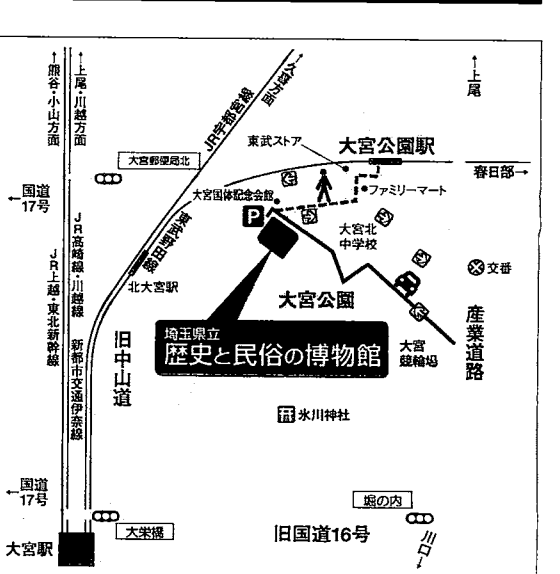 ↑熊谷・小山方面
↑上尾・川越方面
↗久喜方面
↑上尾
JR宇都宮線
東武ストア
大宮公園駅
大宮郵便局北
春日部→
ファミリーマート
←国道17号
大宮国体記念会館
P
大宮北中学校
東武野田線
北大宮駅
交番
JR高崎線・川越線
JR上越・東北新幹線
新都市交通伊奈線
旧中山道
大宮公園
産業道路
埼玉県立
歴史と民俗の博物館
大宮競輪場
氷川神社
←国道17号
大栄橋
堀の内
大宮駅
旧国道16号
川口↓